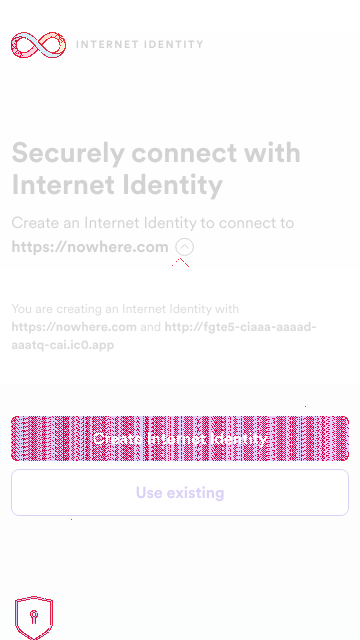 INTERNET IDENTITY
Securely connect with
Internet Identity
Create an Internet Identity to connect to
https://nowhere.com
You are creating an Internet Identity with
https://nowhere.com and http://fgte5-ciaaa-aaaad-
aaatq-cai.ic0.app
Create Internet Identity
Use existing